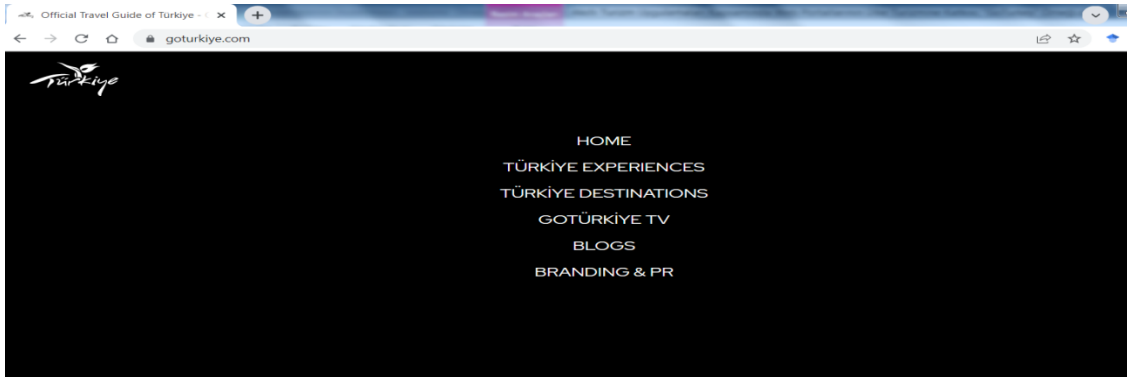 Official Travel Guide of Türkiye -
goturkiye.com
Türkiye
HOME
TÜRKİYE EXPERIENCES
TÜRKİYE DESTINATIONS
GOTÜRKİYE TV
BLOGS
BRANDING & PR